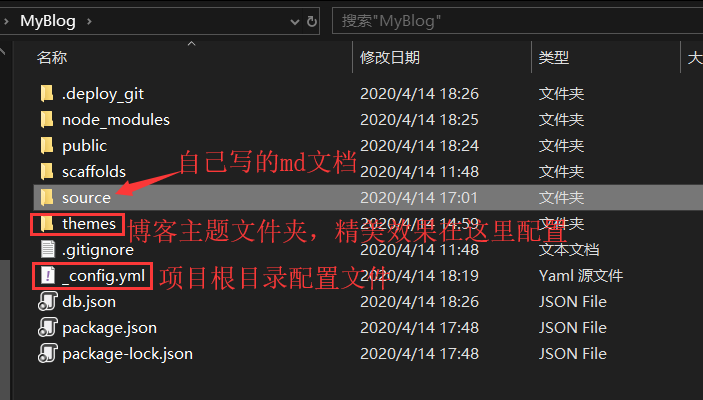 MyBlog
搜索"MyBlog"
名称 修改日期 类型 大
.deploy_git 2020/4/14 18:26 文件夹
node_modules 2020/4/14 18:25 文件夹
public 2020/4/14 18:24 文件夹
自己写的md文档
scaffolds 2020/4/14 11:48 文件夹
source 2020/4/14 17:01 文件夹
themes 2020/4/14 14:59 文件夹
博客主题文件夹，精美效果在这里配置
.gitignore 2020/4/14 11:48 文本文档
_config.yml 2020/4/14 18:19 Yaml 源文件
项目根目录配置文件
db.json 2020/4/14 18:26 JSON File
package.json 2020/4/14 17:48 JSON File
package-lock.json 2020/4/14 17:48 JSON File